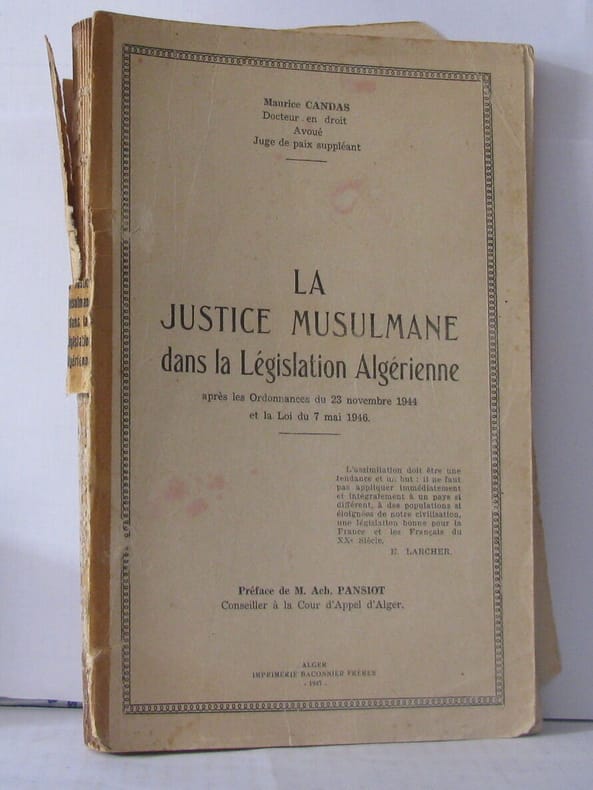 Maurice CANDAS
Docteur en droit
Avoué
Juge de paix suppléant
LA
JUSTICE MUSULMANE
dans la Législation Algérienne
après les Ordonnances du 23 novembre 1944
et la Loi du 7 mai 1946.
L'assimilation doit être une
tendance et un but : il ne faut
pas appliquer immédiatement
et intégralement à un pays si
différent, à des populations si
éloignées de notre civilisation,
une législation bonne pour la
France et les Français du
XXe Siècle.
E. LARCHER.
Préface de M. Ach. PANSIOT
Conseiller à la Cour d'Appel d'Alger.
ALGER
IMPRIMERIE BACONNIER FRÈRES
- 1947 -
usulman
dans la